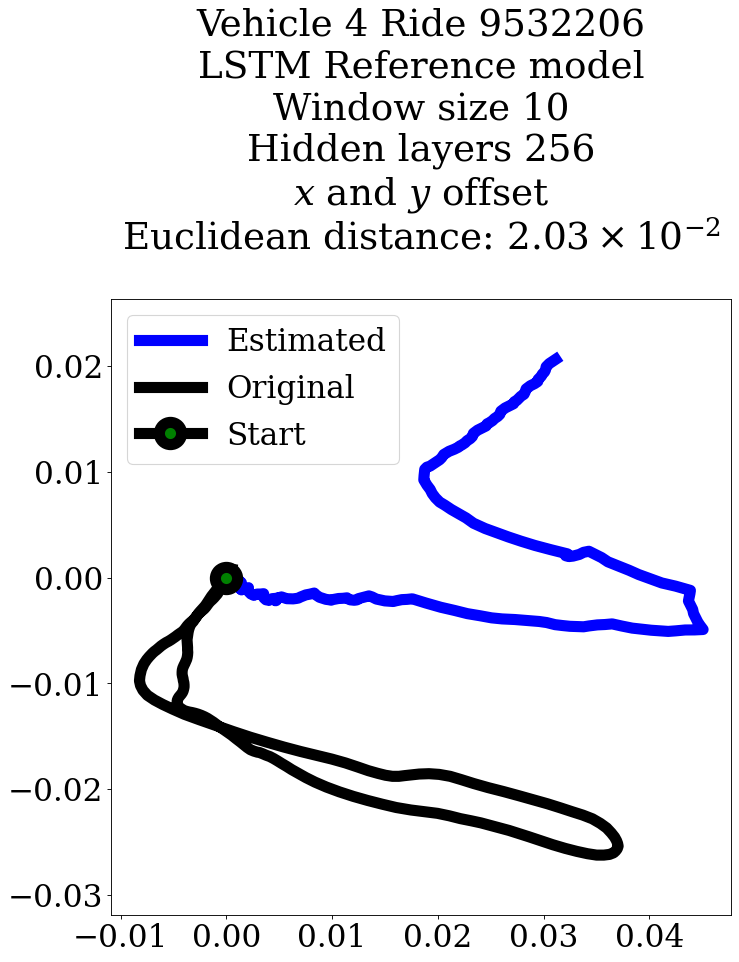 Vehicle 4 Ride 9532206
LSTM Reference model
Window size 10
Hidden layers 256
x and y offset
Euclidean distance: 2.03 × 10⁻²
Estimated
Original
Start
0.02
0.01
0.00
−0.01
−0.02
−0.03
−0.01 0.00 0.01 0.02 0.03 0.04